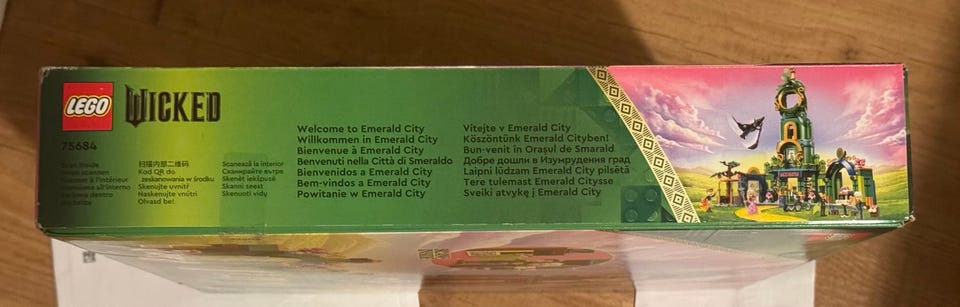 LEGO
WICKED
75684
Scan inside
扫描内部二维码
Kod QR do
zeskanowania w środku
Skenujte uvnitř
Naskenujte vnútri
Olvasd be!
Scanează la interior
Сканирайте вътре
Skenēt iekšpusē
Skanni seest
Skenuoti vidų
Welcome to Emerald City
Willkommen in Emerald City
Bienvenue à Emerald City
Benvenuti nella Città di Smeraldo
Bienvenidos a Emerald City
Bem-vindos a Emerald City
Powitanie w Emerald City
Vítejte v Emerald City
Köszöntünk Emerald Cityben!
Bun-venit în Orașul de Smarald
Добре дошли в Изумрудения град
Laipni lūdzam Emerald City pilsētā
Tere tulemast Emerald Citysse
Sveiki atvykę į Emerald City